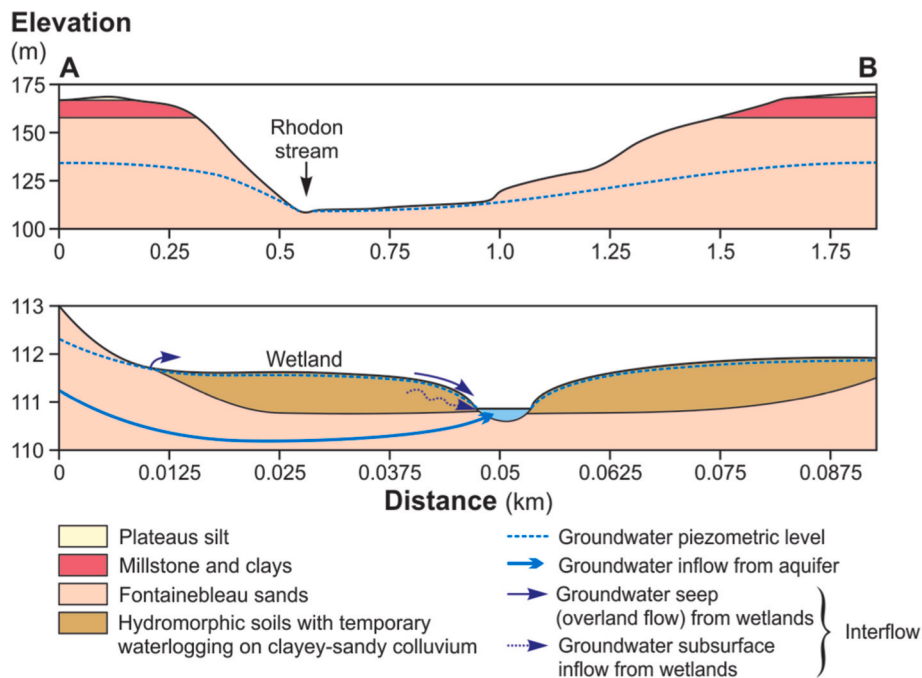 Elevation
(m)
A B
175
150
125
100
Rhodon
stream
0 0.25 0.5 0.75 1.0 1.25 1.5 1.75
113
112
111
110
Wetland
0 0.0125 0.025 0.0375 0.05 0.0625 0.075 0.0875
Distance (km)
Plateaus silt
Millstone and clays
Fontainebleau sands
Hydromorphic soils with temporary
waterlogging on clayey-sandy colluvium
Groundwater piezometric level
Groundwater inflow from aquifer
Groundwater seep
(overland flow) from wetlands
Groundwater subsurface
inflow from wetlands
Interflow